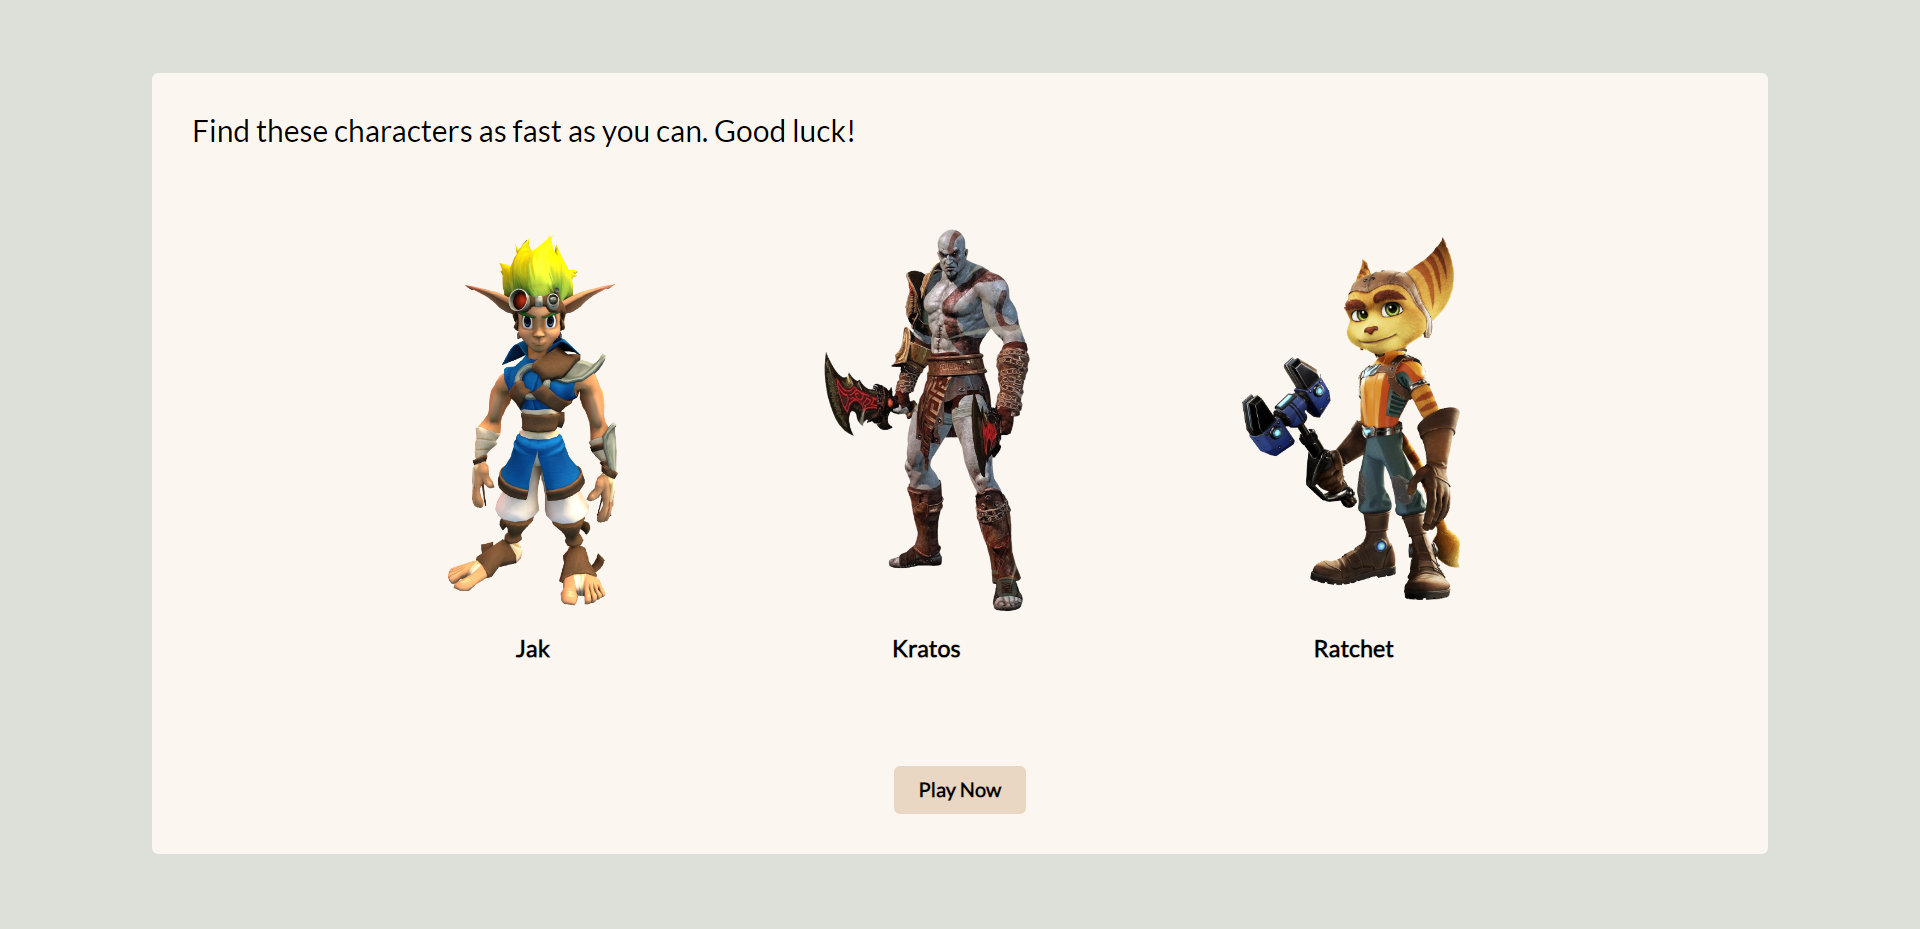 Find these characters as fast as you can. Good luck!
Jak
Kratos
Ratchet
Play Now